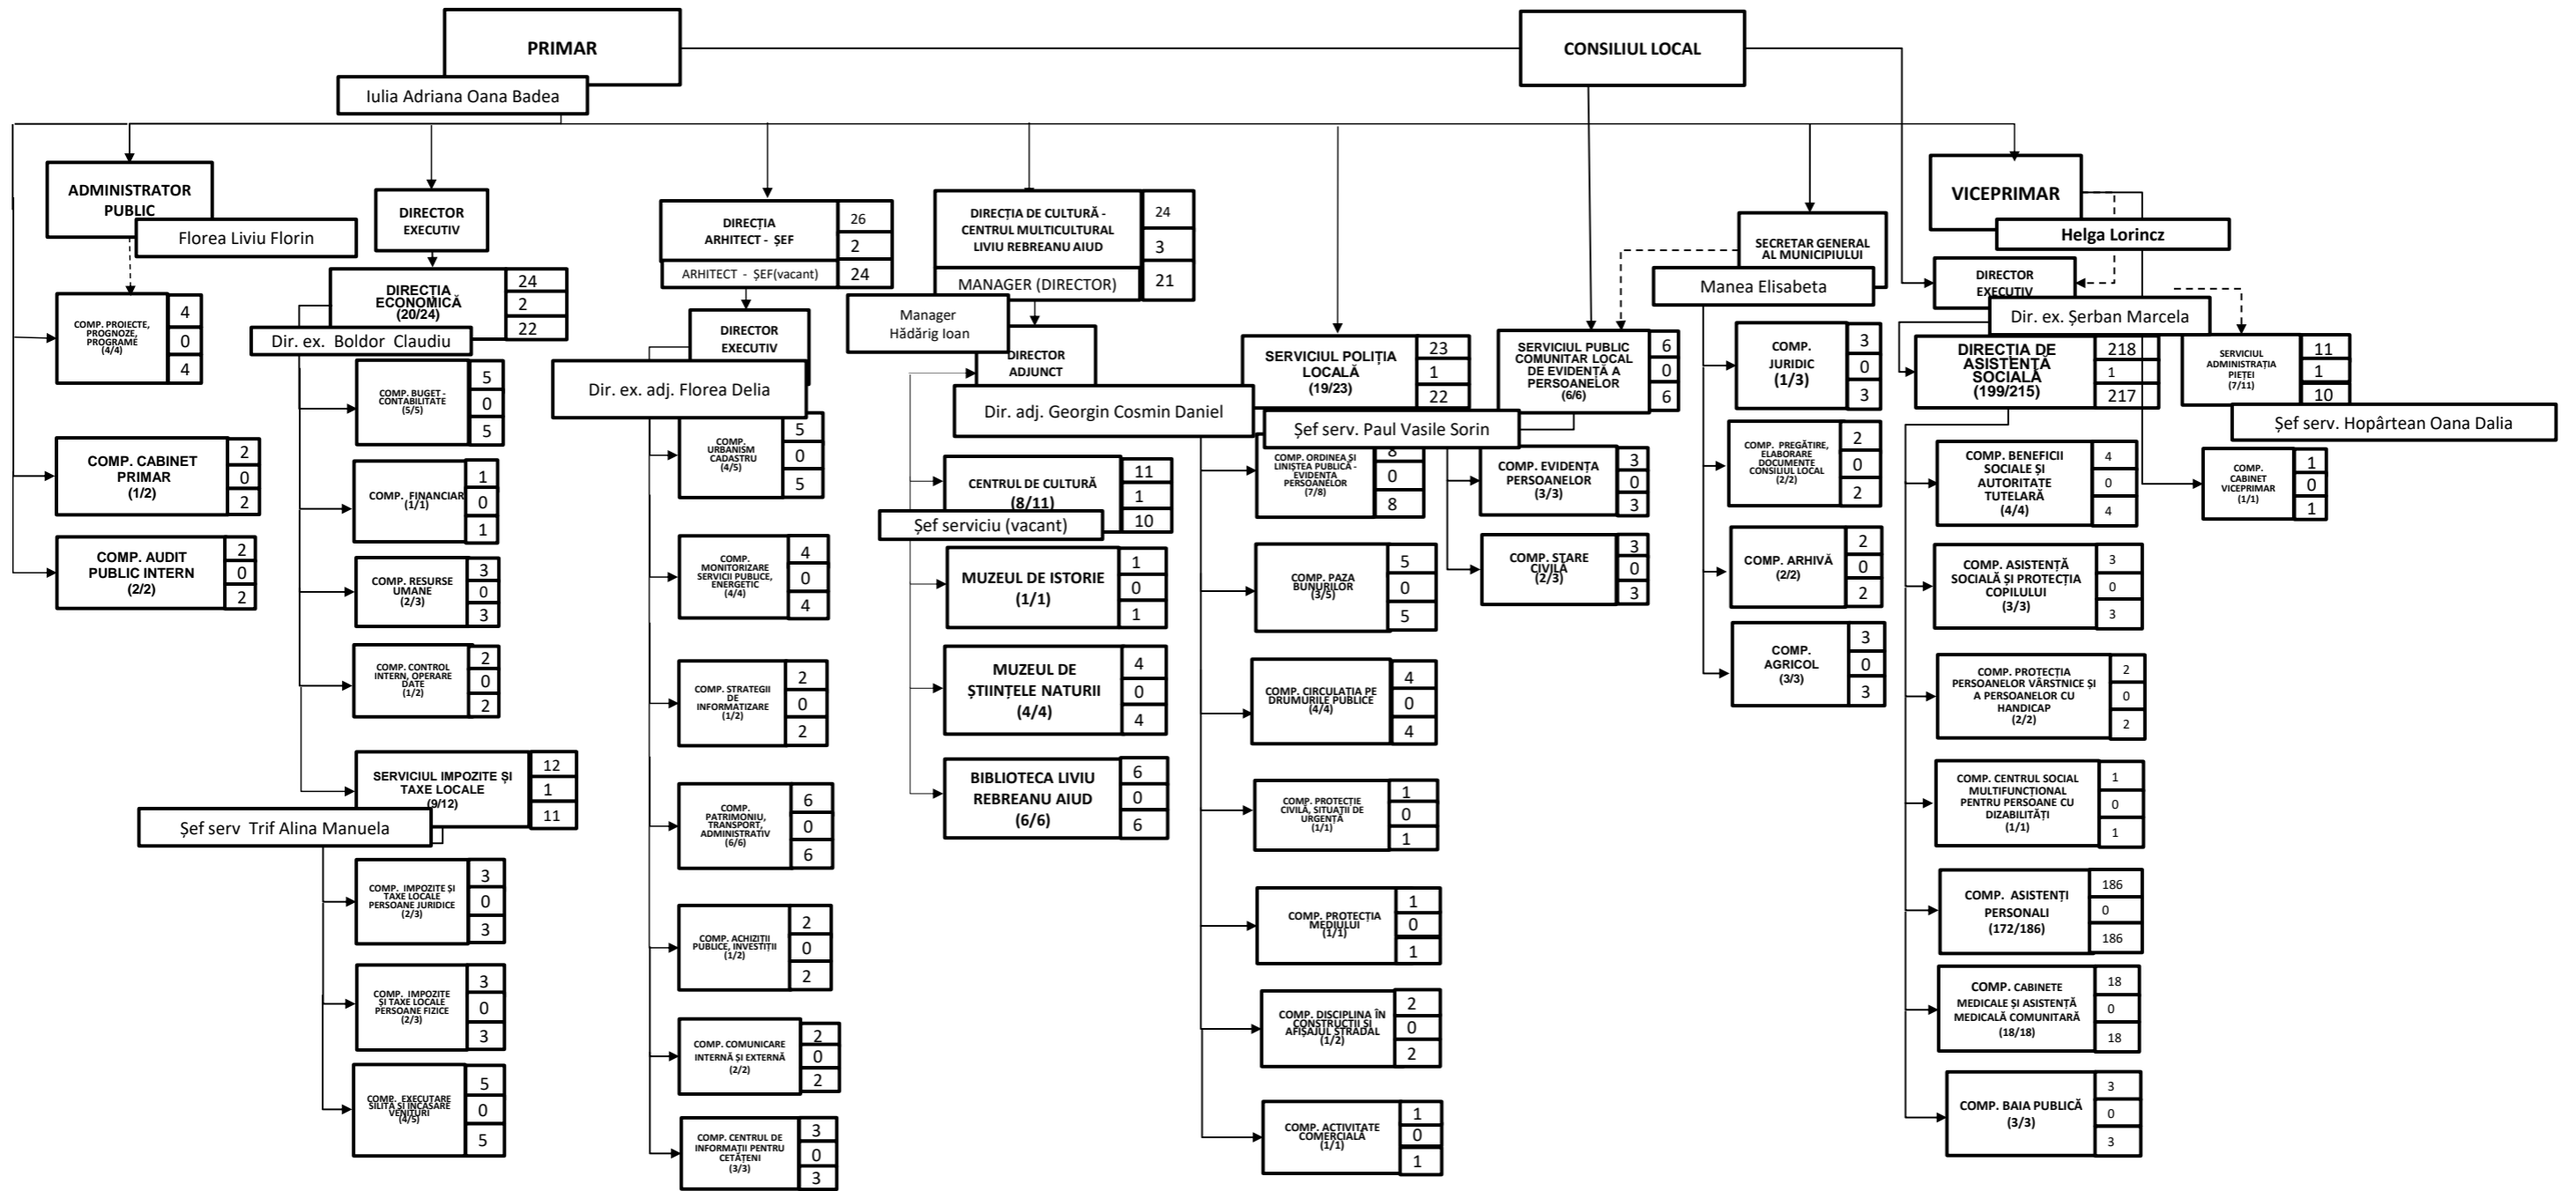 PRIMAR
CONSILIUL LOCAL
Iulia Adriana Oana Badea
ADMINISTRATOR
PUBLIC
Florea Liviu Florin
COMP. PROIECTE,
PROGNOZE,
PROGRAME
(4/4)
4
0
4
COMP. CABINET
PRIMAR
(1/2)
2
0
2
COMP. AUDIT
PUBLIC INTERN
(2/2)
2
0
2
DIRECTOR
EXECUTIV
DIRECȚIA
ECONOMICĂ
(20/24)
24
2
22
Dir. ex. Boldor Claudiu
COMP. BUGET -
CONTABILITATE
(5/5)
5
0
5
COMP. FINANCIAR
(1/1)
1
0
1
COMP. RESURSE
UMANE
(2/3)
3
0
3
COMP. CONTROL
INTERN, OPERARE
DATE
(1/2)
2
0
2
SERVICIUL IMPOZITE ȘI
TAXE LOCALE
(9/12)
12
1
11
Șef serv Trif Alina Manuela
COMP. IMPOZITE ȘI
TAXE LOCALE
PERSOANE JURIDICE
(2/3)
3
0
3
COMP. IMPOZITE
ȘI TAXE LOCALE
PERSOANE FIZICE
(2/3)
3
0
3
COMP. EXECUTARE
SILITĂ ȘI ÎNCASARE
VENITURI
(4/5)
5
0
5
DIRECȚIA
ARHITECT - ȘEF
ARHITECT - ȘEF(vacant)
26
2
24
DIRECTOR
EXECUTIV
Dir. ex. adj. Florea Delia
COMP.
URBANISM
CADASTRU
(4/5)
5
0
5
COMP.
MONITORIZARE
SERVICII PUBLICE,
ENERGETIC
(4/4)
4
0
4
COMP. STRATEGII
DE
INFORMATIZARE
(1/2)
2
0
2
COMP.
PATRIMONIU,
TRANSPORT,
ADMINISTRATIV
(6/6)
6
0
6
COMP. ACHIZIȚII
PUBLICE, INVESTIȚII
(1/2)
2
0
2
COMP. COMUNICARE
INTERNĂ ȘI EXTERNĂ
(2/2)
2
0
2
COMP. CENTRUL DE
INFORMAȚII PENTRU
CETĂȚENI
(3/3)
3
0
3
DIRECȚIA DE CULTURĂ -
CENTRUL MULTICULTURAL
LIVIU REBREANU AIUD
MANAGER (DIRECTOR)
24
3
21
Manager
Hădărig Ioan
DIRECTOR
ADJUNCT
Dir. adj. Georgin Cosmin Daniel
CENTRUL DE CULTURĂ
(8/11)
11
1
10
Șef serviciu (vacant)
MUZEUL DE ISTORIE
(1/1)
1
0
1
MUZEUL DE
ȘTIINȚELE NATURII
(4/4)
4
0
4
BIBLIOTECA LIVIU
REBREANU AIUD
(6/6)
6
0
6
SERVICIUL POLIȚIA
LOCALĂ
(19/23)
23
1
22
COMP. ORDINEA ȘI
LINIȘTEA PUBLICĂ -
EVIDENȚA
PERSOANELOR
(7/8)
8
0
8
COMP. PAZA
BUNURILOR
(3/5)
5
0
5
COMP. CIRCULAȚIA PE
DRUMURILE PUBLICE
(4/4)
4
0
4
COMP. PROTECȚIE
CIVILĂ, SITUAȚII DE
URGENȚĂ
(1/1)
1
0
1
COMP. PROTECȚIA
MEDIULUI
(1/1)
1
0
1
COMP. DISCIPLINA ÎN
CONSTRUCȚII ȘI
AFIȘAJUL STRADAL
(1/2)
2
0
2
COMP. ACTIVITATE
COMERCIALĂ
(1/1)
1
0
1
SERVICIUL PUBLIC
COMUNITAR LOCAL
DE EVIDENȚĂ A
PERSOANELOR
(6/6)
6
0
6
Șef serv. Paul Vasile Sorin
COMP. EVIDENȚA
PERSOANELOR
(3/3)
3
0
3
COMP. STARE
CIVILĂ
(2/3)
3
0
3
SECRETAR GENERAL
AL MUNICIPIULUI
Manea Elisabeta
COMP.
JURIDIC
(1/3)
3
0
3
COMP. PREGĂTIRE,
ELABORARE
DOCUMENTE
CONSILIUL LOCAL
(2/2)
2
0
2
COMP. ARHIVĂ
(2/2)
2
0
2
COMP.
AGRICOL
(3/3)
3
0
3
VICEPRIMAR
Helga Lorincz
DIRECTOR
EXECUTIV
Dir. ex. Șerban Marcela
DIRECȚIA DE
ASISTENȚĂ
SOCIALĂ
(199/215)
218
1
217
COMP. BENEFICII
SOCIALE ȘI
AUTORITATE
TUTELARĂ
(4/4)
4
0
4
COMP. ASISTENȚĂ
SOCIALĂ ȘI PROTECȚIA
COPILULUI
(3/3)
3
0
3
COMP. PROTECȚIA
PERSOANELOR VÂRSTNICE ȘI
A PERSOANELOR CU
HANDICAP
(2/2)
2
0
2
COMP. CENTRUL SOCIAL
MULTIFUNCȚIONAL
PENTRU PERSOANE CU
DIZABILITĂȚI
(1/1)
1
0
1
COMP. ASISTENȚI
PERSONALI
(172/186)
186
0
186
COMP. CABINETE
MEDICALE ȘI ASISTENȚĂ
MEDICALĂ COMUNITARĂ
(18/18)
18
0
18
COMP. BAIA PUBLICĂ
(3/3)
3
0
3
SERVICIUL
ADMINISTRAȚIA
PIEȚEI
(7/11)
11
1
10
Șef serv. Hopârtean Oana Dalia
COMP.
CABINET
VICEPRIMAR
(1/1)
1
0
1